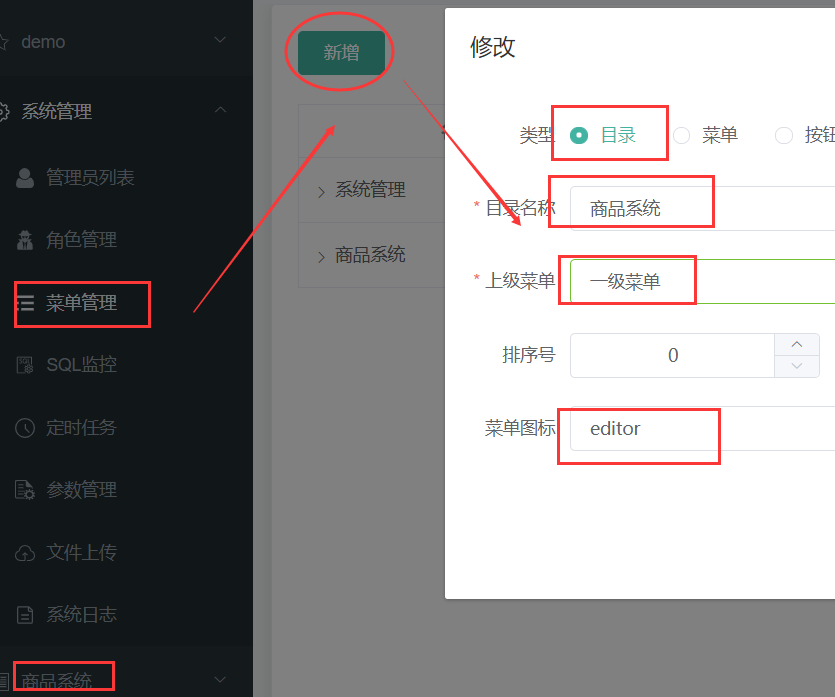 demo
系统管理
管理员列表
角色管理
菜单管理
SQL监控
定时任务
参数管理
文件上传
系统日志
商品系统
新增
系统管理
商品系统
修改
类型 目录 菜单 按钮
* 目录名称 商品系统
* 上级菜单 一级菜单
排序号 0
菜单图标 editor